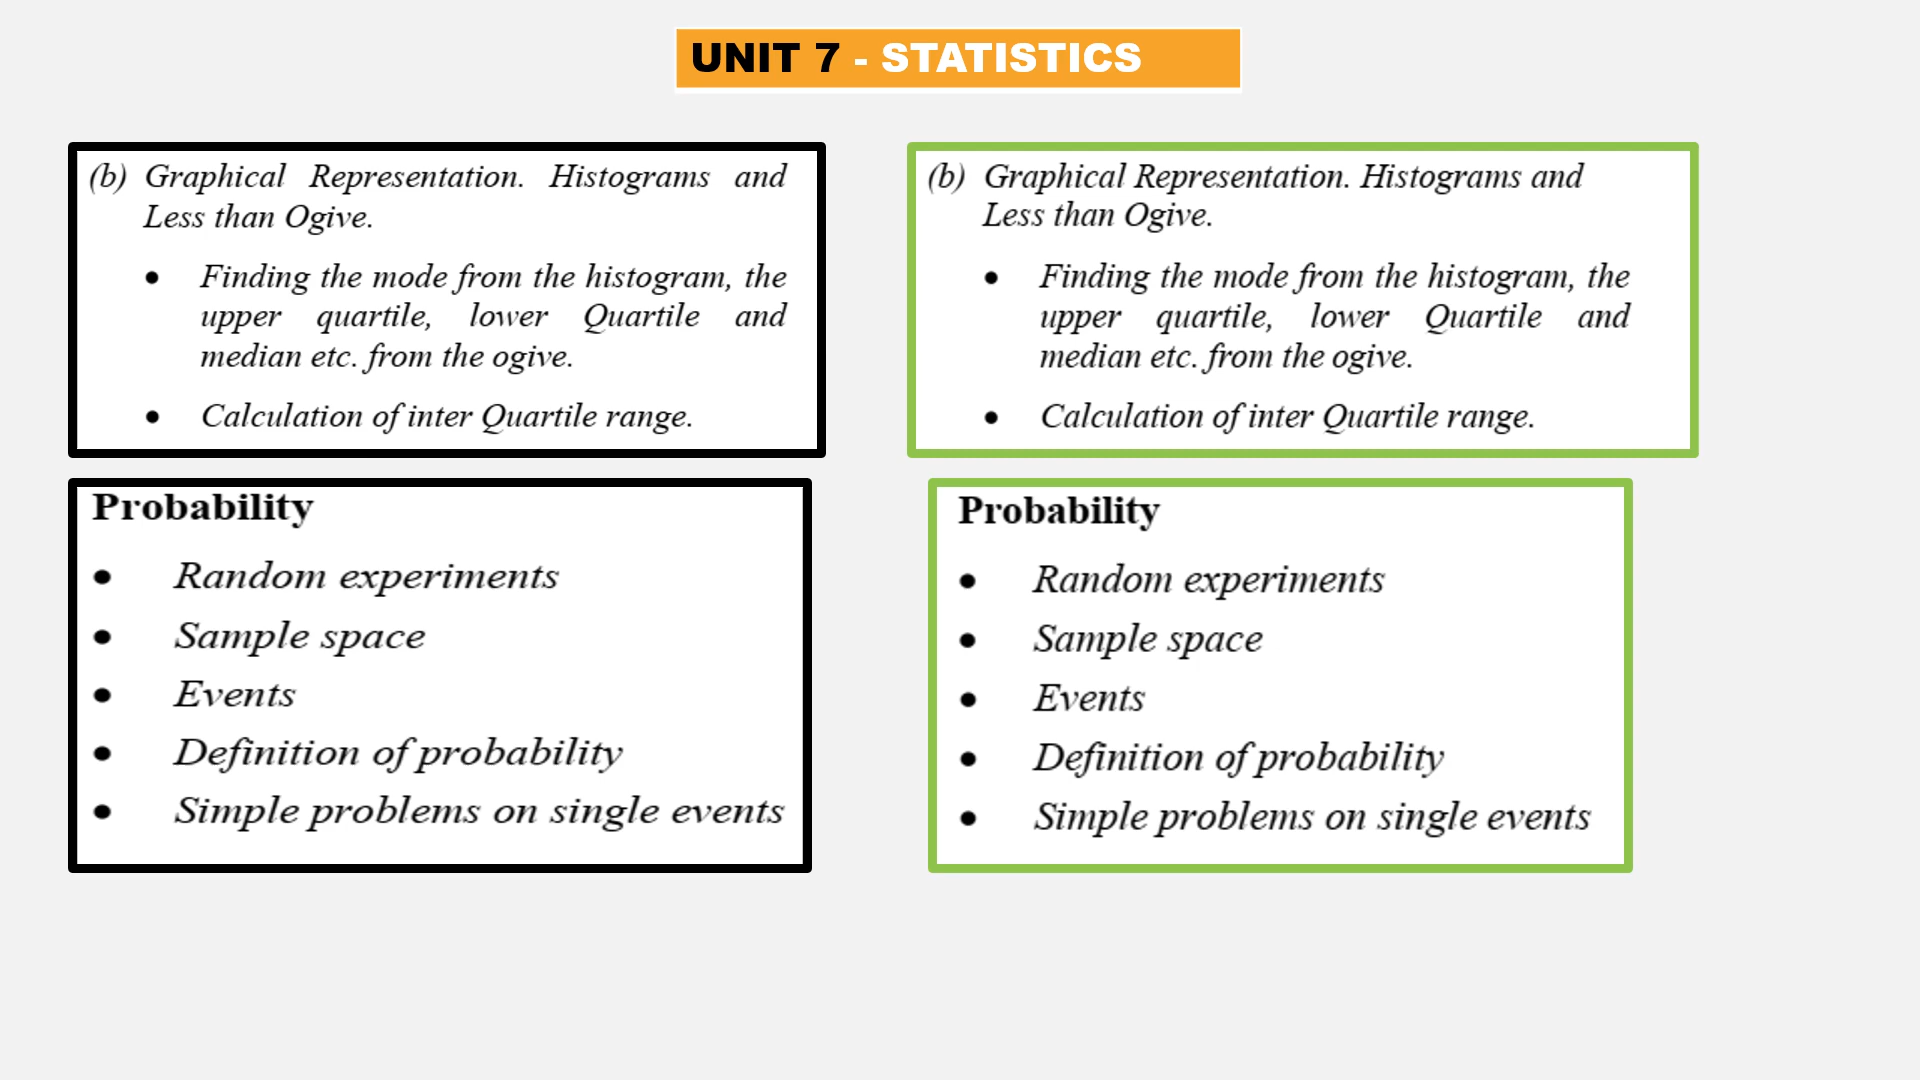 UNIT 7 - STATISTICS
(b) Graphical Representation. Histograms and
Less than Ogive.
• Finding the mode from the histogram, the
upper quartile, lower Quartile and
median etc. from the ogive.
• Calculation of inter Quartile range.
(b) Graphical Representation. Histograms and
Less than Ogive.
• Finding the mode from the histogram, the
upper quartile, lower Quartile and
median etc. from the ogive.
• Calculation of inter Quartile range.
Probability
• Random experiments
• Sample space
• Events
• Definition of probability
• Simple problems on single events
Probability
• Random experiments
• Sample space
• Events
• Definition of probability
• Simple problems on single events